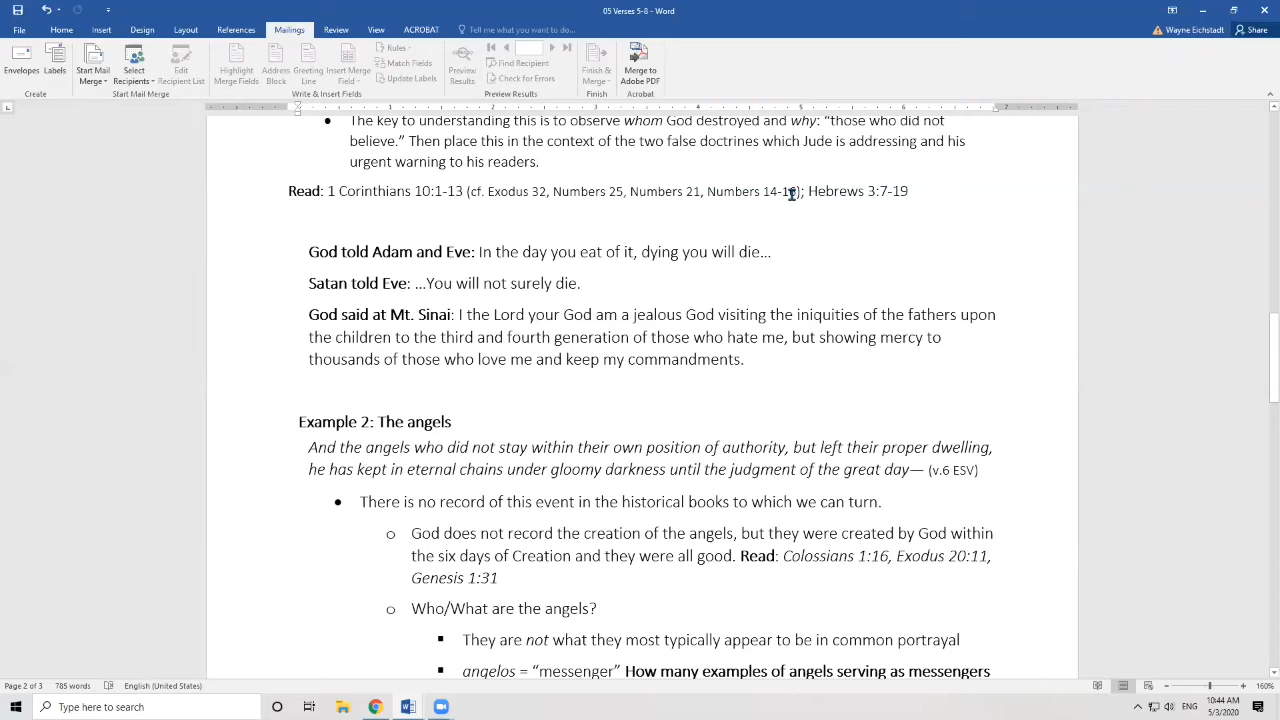 05 Verses 5-8 - Word
Wayne Eichstadt
Share
File Home Insert Design Layout References Mailings Review View ACROBAT Tell me what you want to do...
Envelopes Labels Start Mail Merge Select Recipients Edit Recipient List Highlight Merge Fields Address Block Greeting Line Insert Merge Field Rules Match Fields Update Labels Preview Results Find Recipient Check for Errors Finish & Merge Merge to Adobe PDF
Create Start Mail Merge Write & Insert Fields Preview Results Finish Acrobat
1 2 3 4 5 6 7
• The key to understanding this is to observe whom God destroyed and why: “those who did not
believe.” Then place this in the context of the two false doctrines which Jude is addressing and his
urgent warning to his readers.
Read: 1 Corinthians 10:1-13 (cf. Exodus 32, Numbers 25, Numbers 21, Numbers 14-16); Hebrews 3:7-19
God told Adam and Eve: In the day you eat of it, dying you will die...
Satan told Eve: ...You will not surely die.
God said at Mt. Sinai: I the Lord your God am a jealous God visiting the iniquities of the fathers upon
the children to the third and fourth generation of those who hate me, but showing mercy to
thousands of those who love me and keep my commandments.
Example 2: The angels
And the angels who did not stay within their own position of authority, but left their proper dwelling,
he has kept in eternal chains under gloomy darkness until the judgment of the great day— (v.6 ESV)
• There is no record of this event in the historical books to which we can turn.
o God does not record the creation of the angels, but they were created by God within
the six days of Creation and they were all good. Read: Colossians 1:16, Exodus 20:11,
Genesis 1:31
o Who/What are the angels?
▪ They are not what they most typically appear to be in common portrayal
▪ angelos = “messenger” How many examples of angels serving as messengers
Page 2 of 3 785 words English (United States) 160%
Type here to search
ENG
10:44 AM
5/3/2020